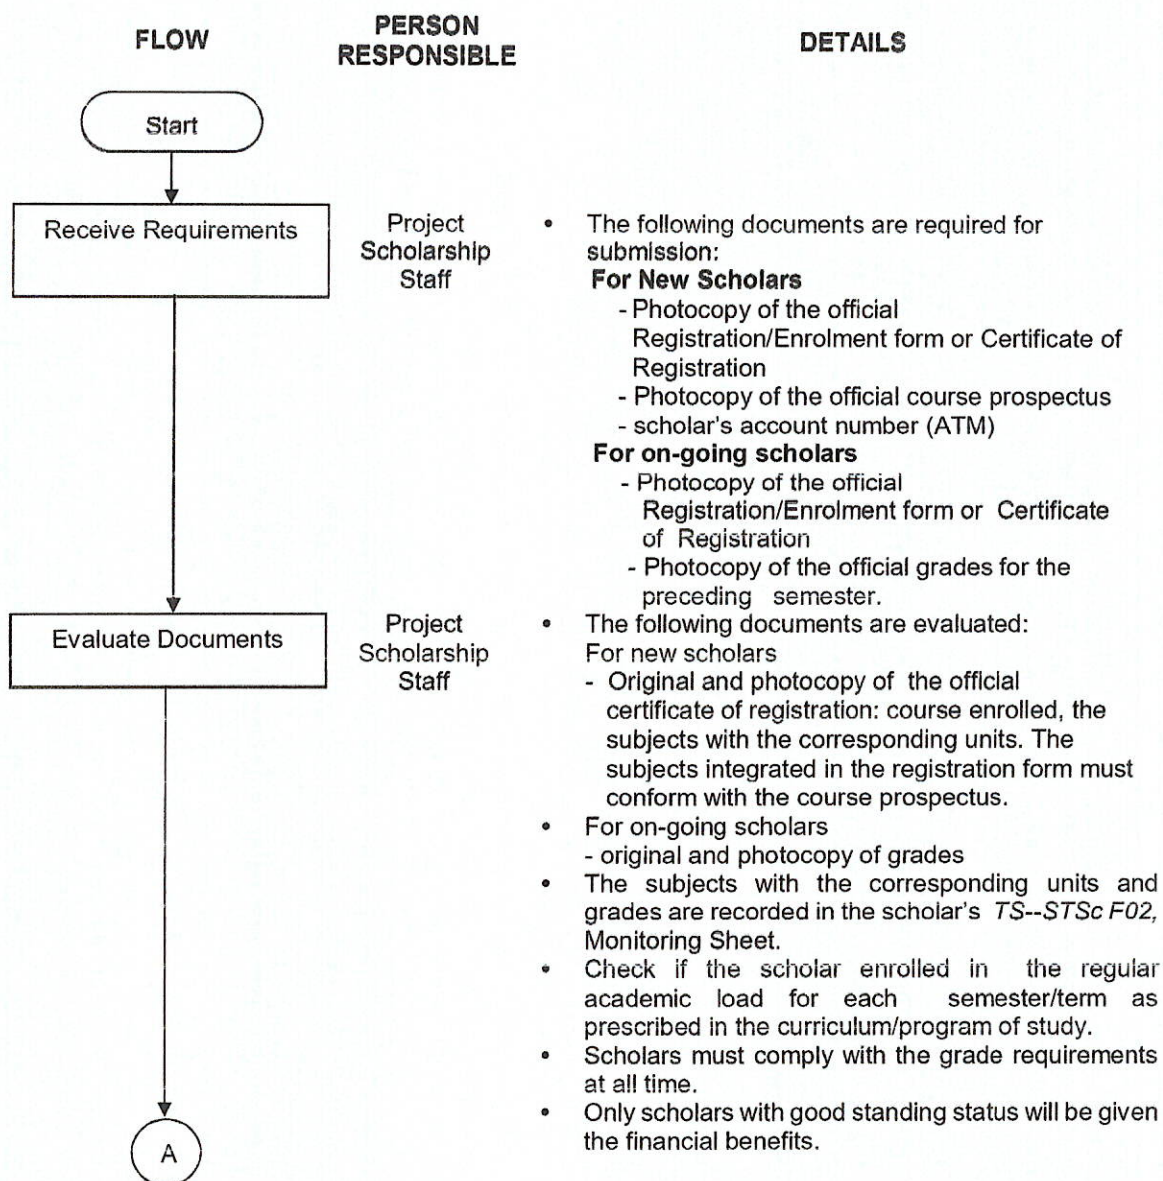 FLOW
PERSON
RESPONSIBLE
DETAILS
Start
Receive Requirements
Project
Scholarship
Staff
• The following documents are required for
submission:
For New Scholars
- Photocopy of the official
Registration/Enrolment form or Certificate of
Registration
- Photocopy of the official course prospectus
- scholar's account number (ATM)
For on-going scholars
- Photocopy of the official
Registration/Enrolment form or Certificate
of Registration
- Photocopy of the official grades for the
preceding semester.
Evaluate Documents
Project
Scholarship
Staff
• The following documents are evaluated:
For new scholars
- Original and photocopy of the official
certificate of registration: course enrolled, the
subjects with the corresponding units. The
subjects integrated in the registration form must
conform with the course prospectus.
• For on-going scholars
- original and photocopy of grades
• The subjects with the corresponding units and
grades are recorded in the scholar's TS--STSc F02,
Monitoring Sheet.
• Check if the scholar enrolled in the regular
academic load for each semester/term as
prescribed in the curriculum/program of study.
• Scholars must comply with the grade requirements
at all time.
• Only scholars with good standing status will be given
the financial benefits.
A